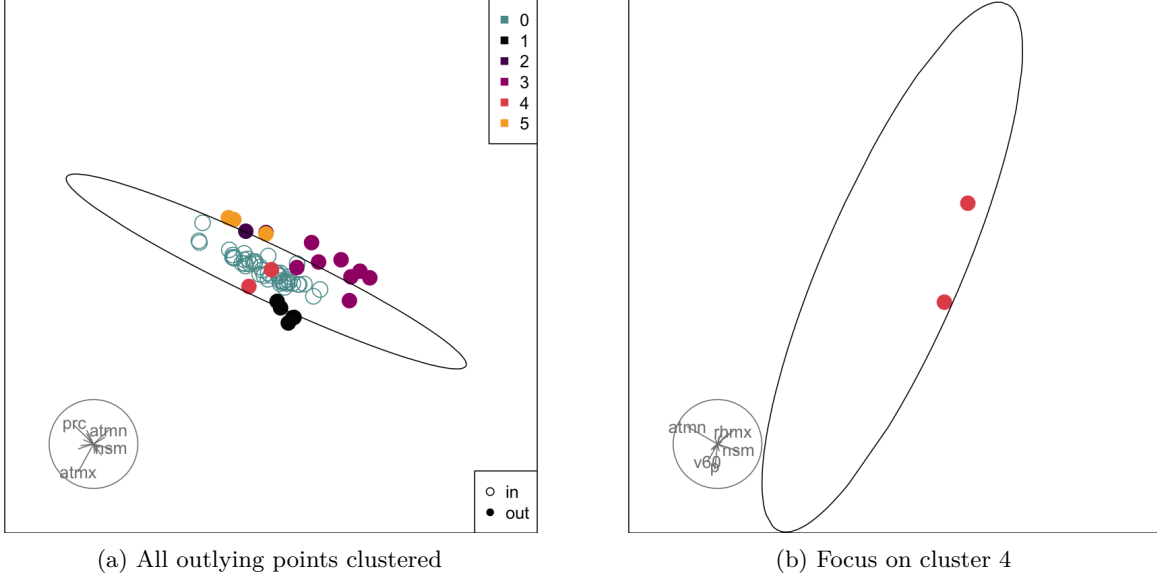 0
1
2
3
4
5
prc
atmn
nsm
atmx
in
out
atmn
rhmx
nsm
v60
p
(a) All outlying points clustered
(b) Focus on cluster 4